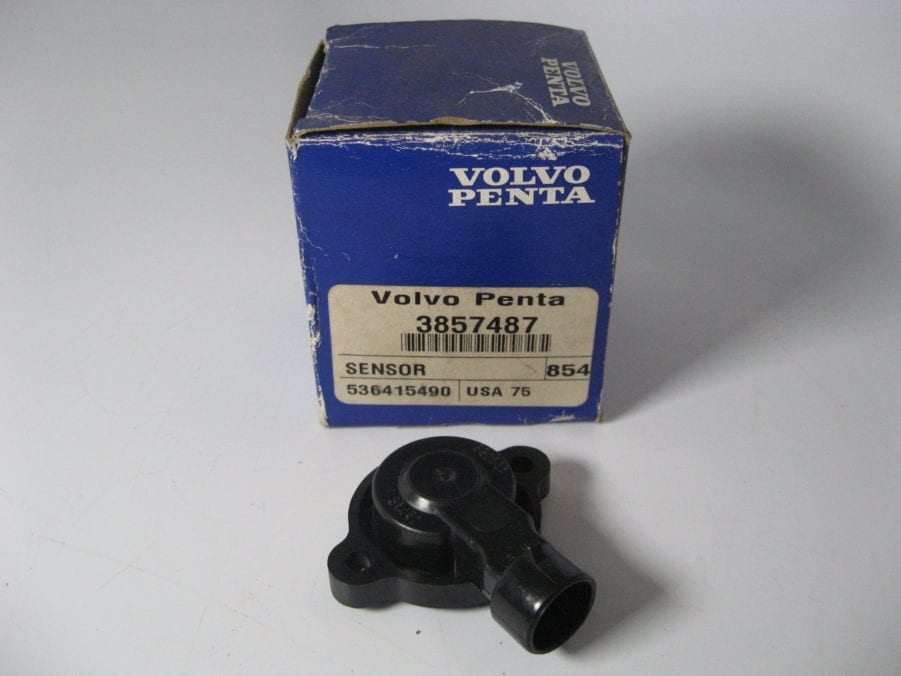 VOLVO
PENTA
VOLVO
PENTA
Volvo Penta
3857487
SENSOR 854
536415490 USA 75